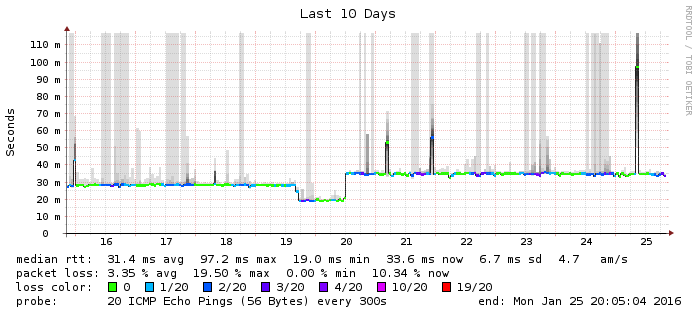 Last 10 Days
RRDTOOL / TOBI OETIKER
Seconds
110 m
100 m
90 m
80 m
70 m
60 m
50 m
40 m
30 m
20 m
10 m
0
16 17 18 19 20 21 22 23 24 25
median rtt: 31.4 ms avg 97.2 ms max 19.0 ms min 33.6 ms now 6.7 ms sd 4.7 am/s
packet loss: 3.35 % avg 19.50 % max 0.00 % min 10.34 % now
loss color: 0 1/20 2/20 3/20 4/20 10/20 19/20
probe: 20 ICMP Echo Pings (56 Bytes) every 300s end: Mon Jan 25 20:05:04 2016